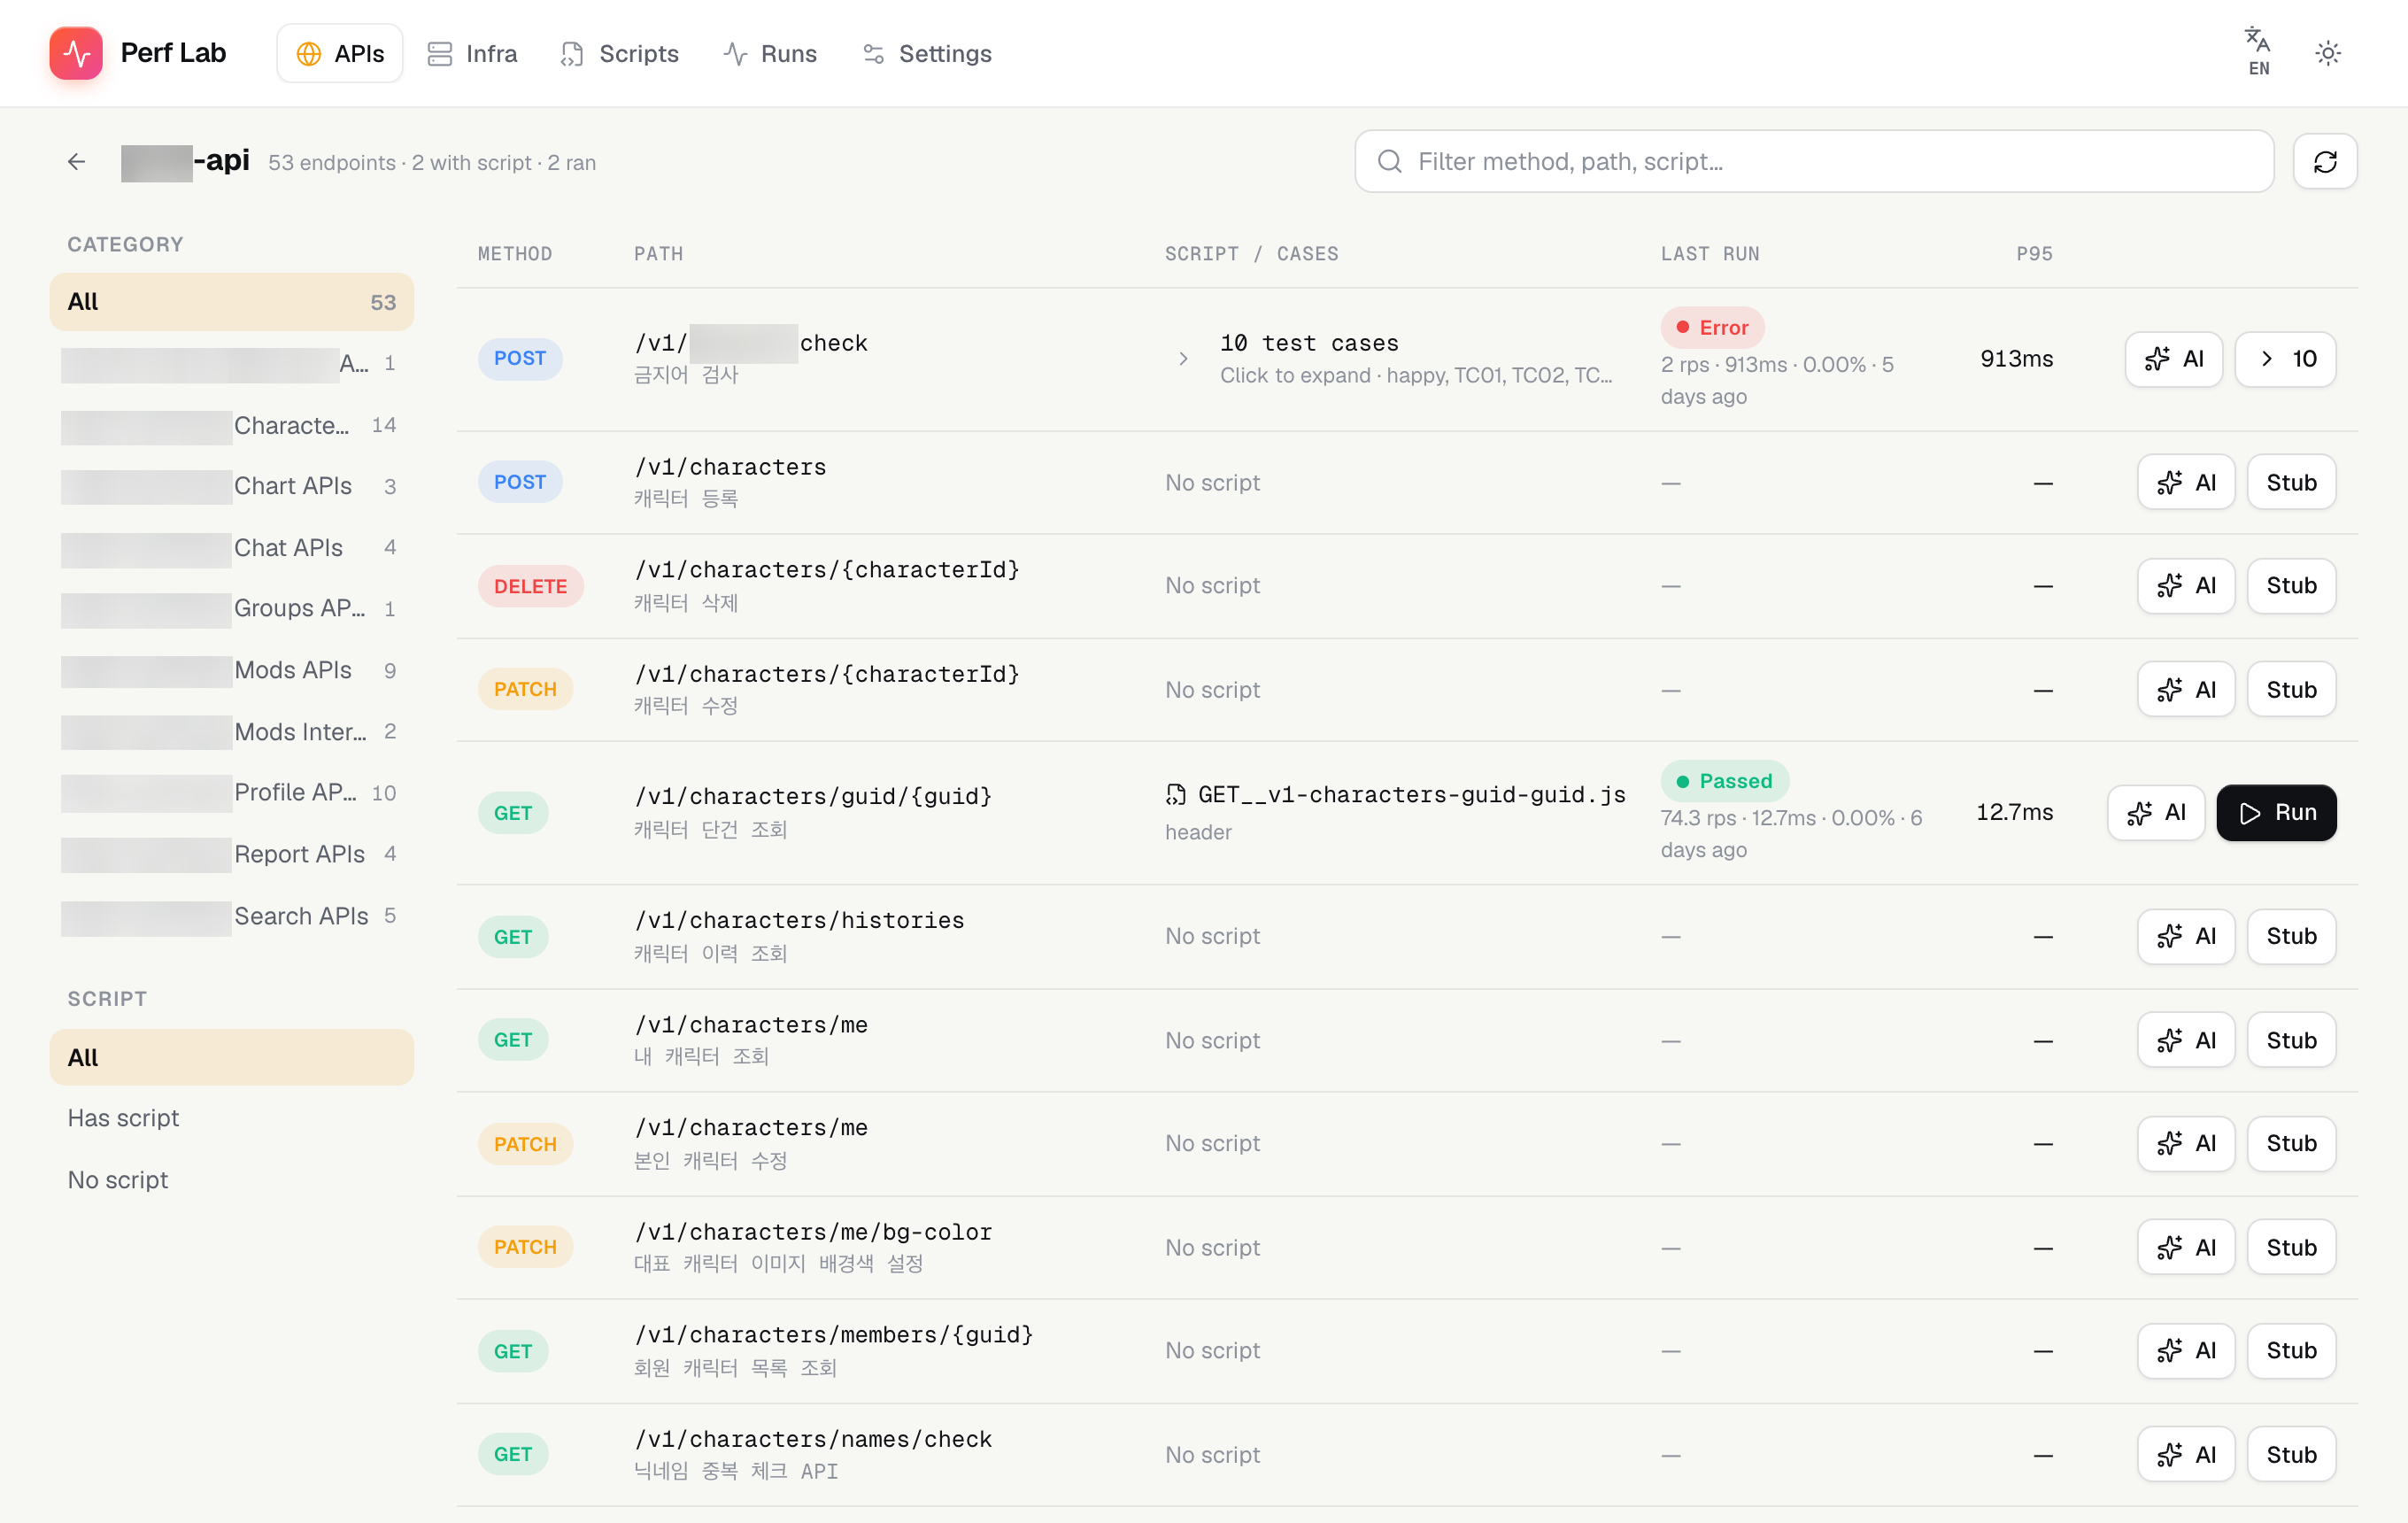 Perf Lab
APIs
Infra
Scripts
Runs
Settings
EN
-api
53 endpoints · 2 with script · 2 ran
Filter method, path, script...
CATEGORY
All 53
A... 1
Characte... 14
Chart APIs 3
Chat APIs 4
Groups AP... 1
Mods APIs 9
Mods Inter... 2
Profile AP... 10
Report APIs 4
Search APIs 5
SCRIPT
All
Has script
No script
METHOD PATH SCRIPT / CASES LAST RUN P95
POST /v1/ check 10 test cases Error 913ms AI 10
금지어 검사 Click to expand · happy, TC01, TC02, TC... 2 rps · 913ms · 0.00% · 5
days ago
POST /v1/characters No script — — AI Stub
캐릭터 등록
DELETE /v1/characters/{characterId} No script — — AI Stub
캐릭터 삭제
PATCH /v1/characters/{characterId} No script — — AI Stub
캐릭터 수정
GET /v1/characters/guid/{guid} GET__v1-characters-guid-guid.js Passed 12.7ms AI Run
캐릭터 단건 조회 header 74.3 rps · 12.7ms · 0.00% · 6
days ago
GET /v1/characters/histories No script — — AI Stub
캐릭터 이력 조회
GET /v1/characters/me No script — — AI Stub
내 캐릭터 조회
PATCH /v1/characters/me No script — — AI Stub
본인 캐릭터 수정
PATCH /v1/characters/me/bg-color No script — — AI Stub
대표 캐릭터 이미지 배경색 설정
GET /v1/characters/members/{guid} No script — — AI Stub
회원 캐릭터 목록 조회
GET /v1/characters/names/check No script — — AI Stub
닉네임 중복 체크 API